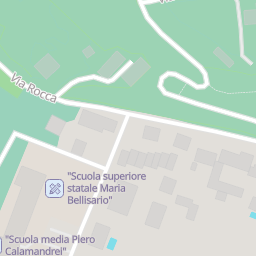 Via Rocca
"Scuola superiore
statale Maria
Bellisario"
"Scuola media Piero
Calamandrei"